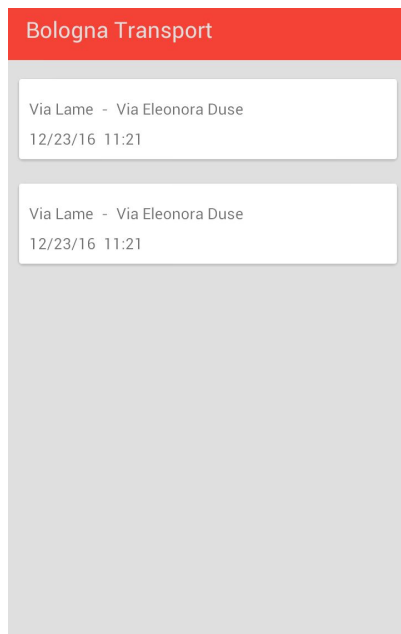 Bologna Transport
Via Lame - Via Eleonora Duse
12/23/16 11:21
Via Lame - Via Eleonora Duse
12/23/16 11:21